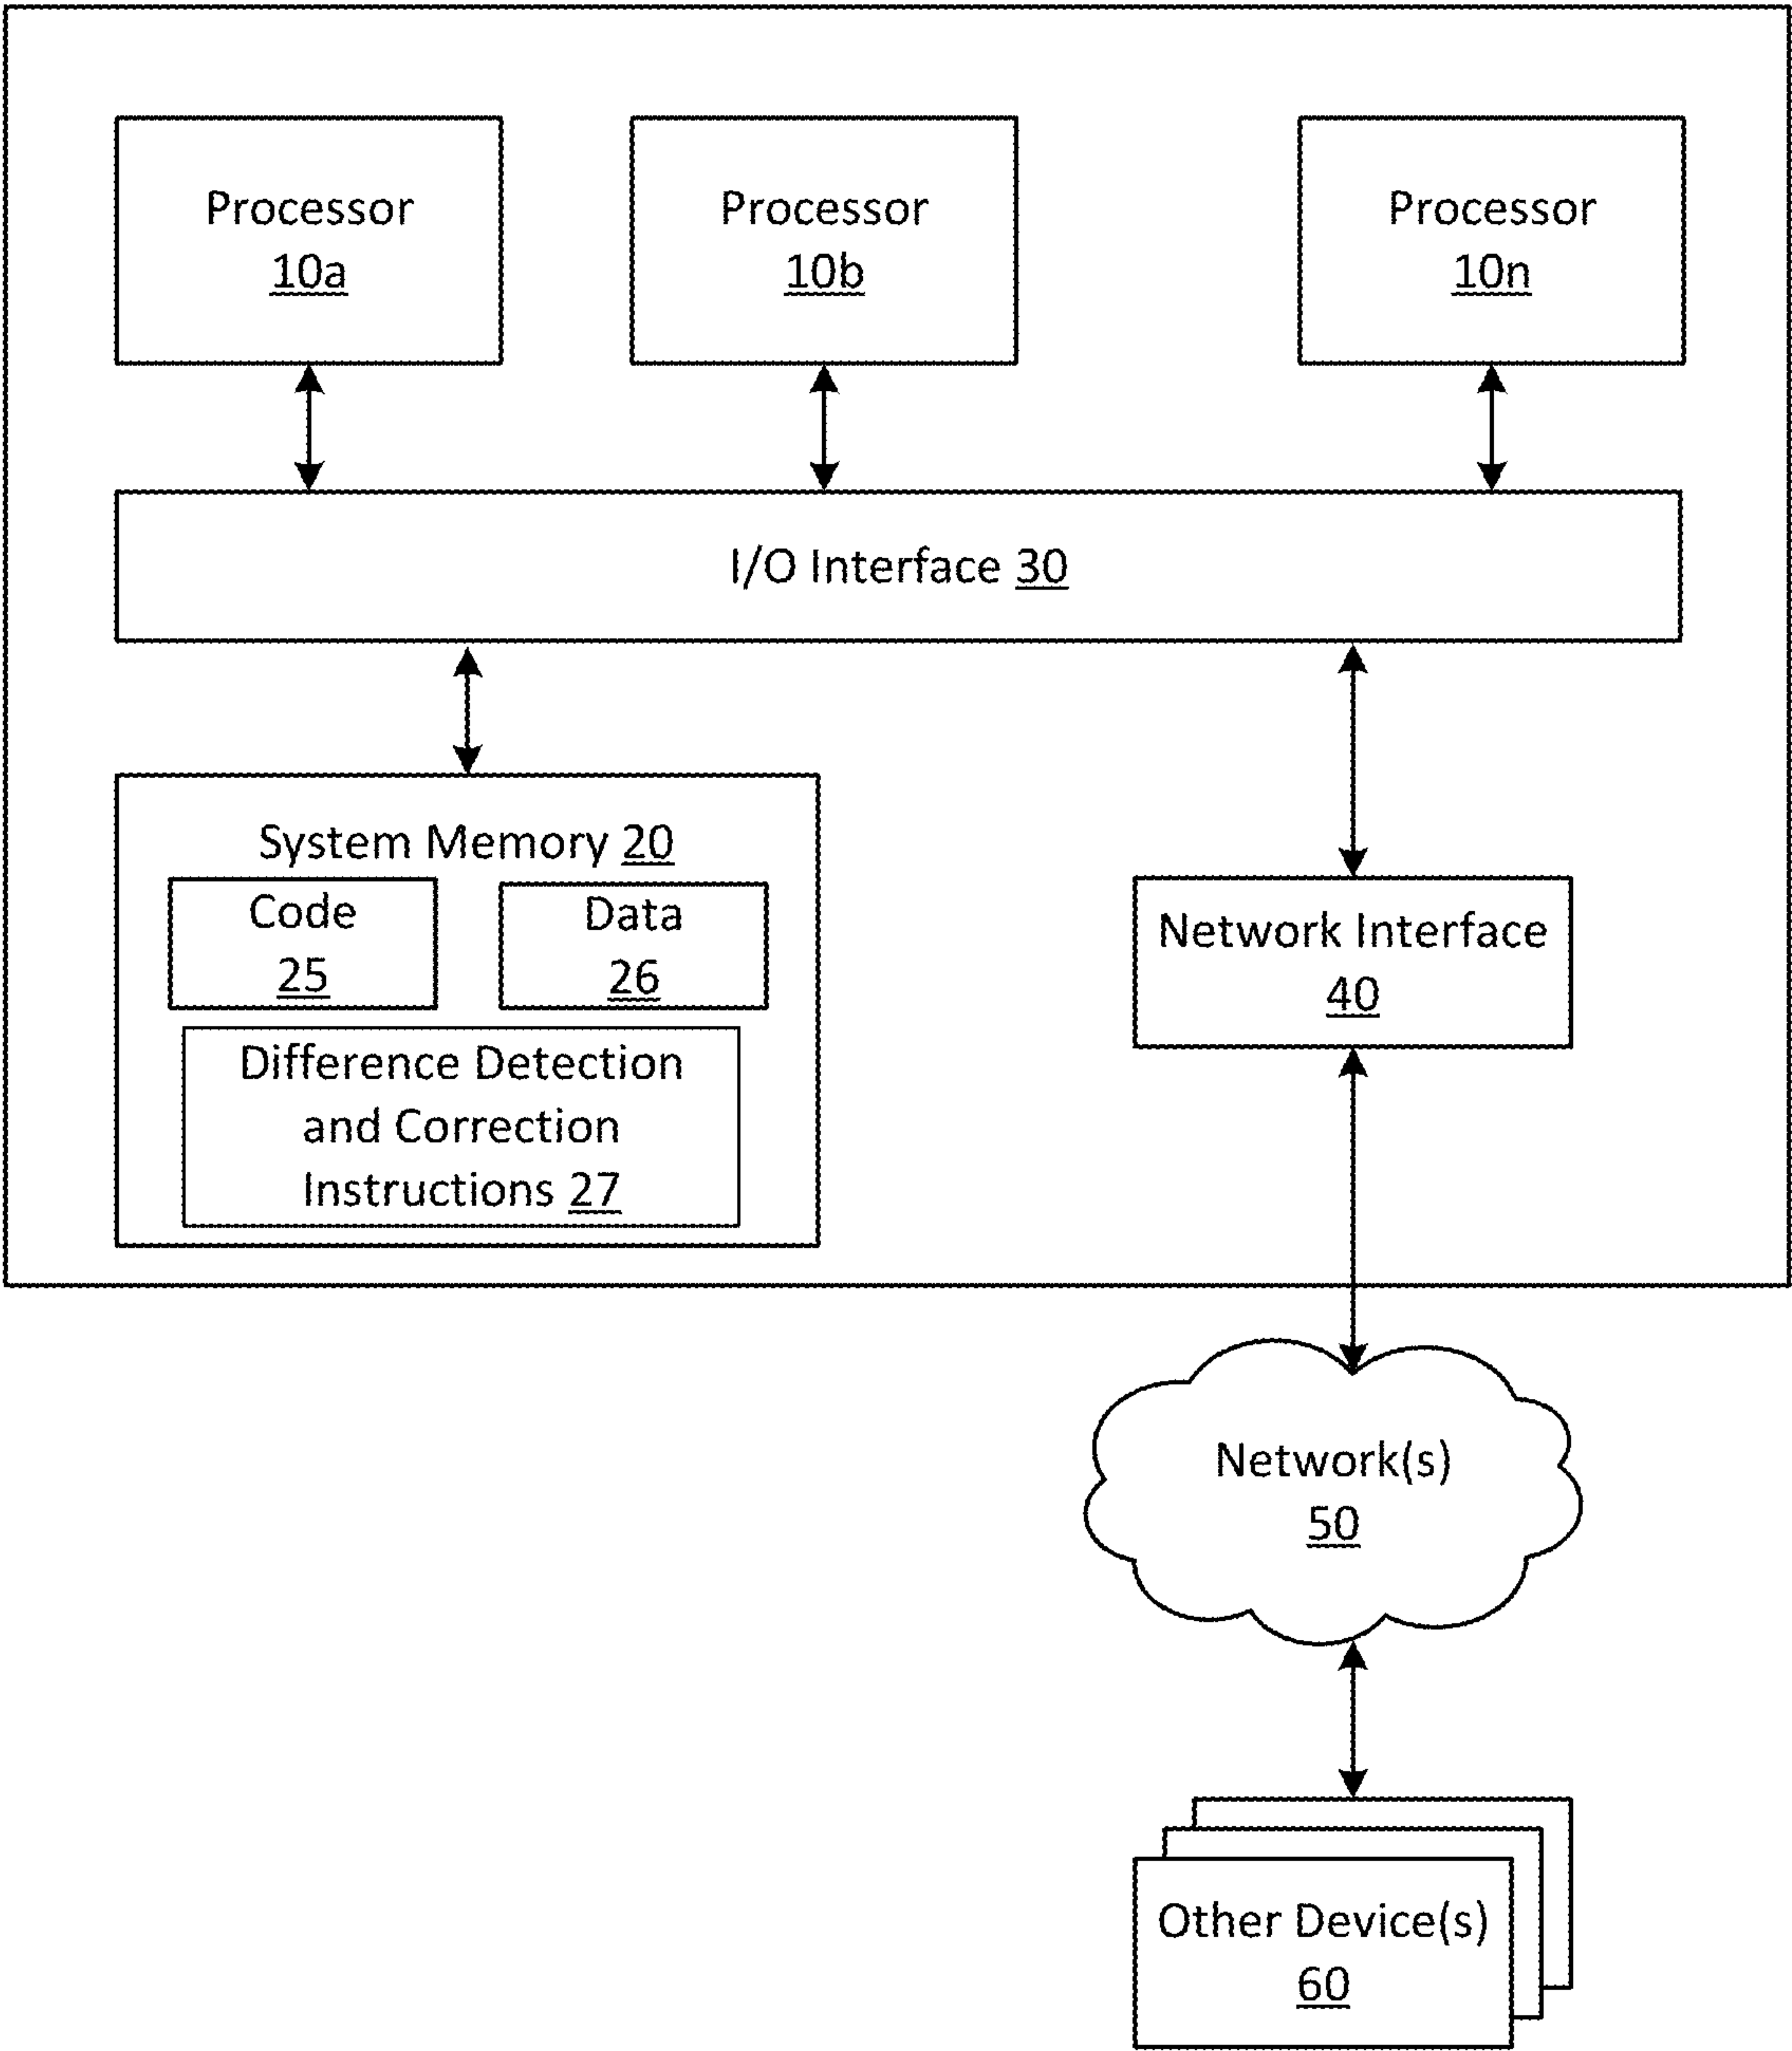 Processor
10a
Processor
10b
Processor
10n
I/O Interface 30
System Memory 20
Code
25
Data
26
Difference Detection
and Correction
Instructions 27
Network Interface
40
Network(s)
50
Other Device(s)
60